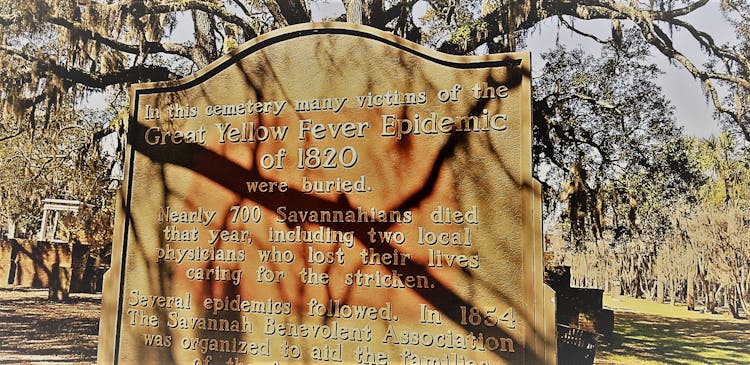 In this cemetery many victims of the
Great Yellow Fever Epidemic
of 1820
were buried.
Nearly 700 Savannahians died
that year, including two local
physicians who lost their lives
caring for the stricken.
Several epidemics followed. In 1854
The Savannah Benevolent Association
was organized to aid the families
of the